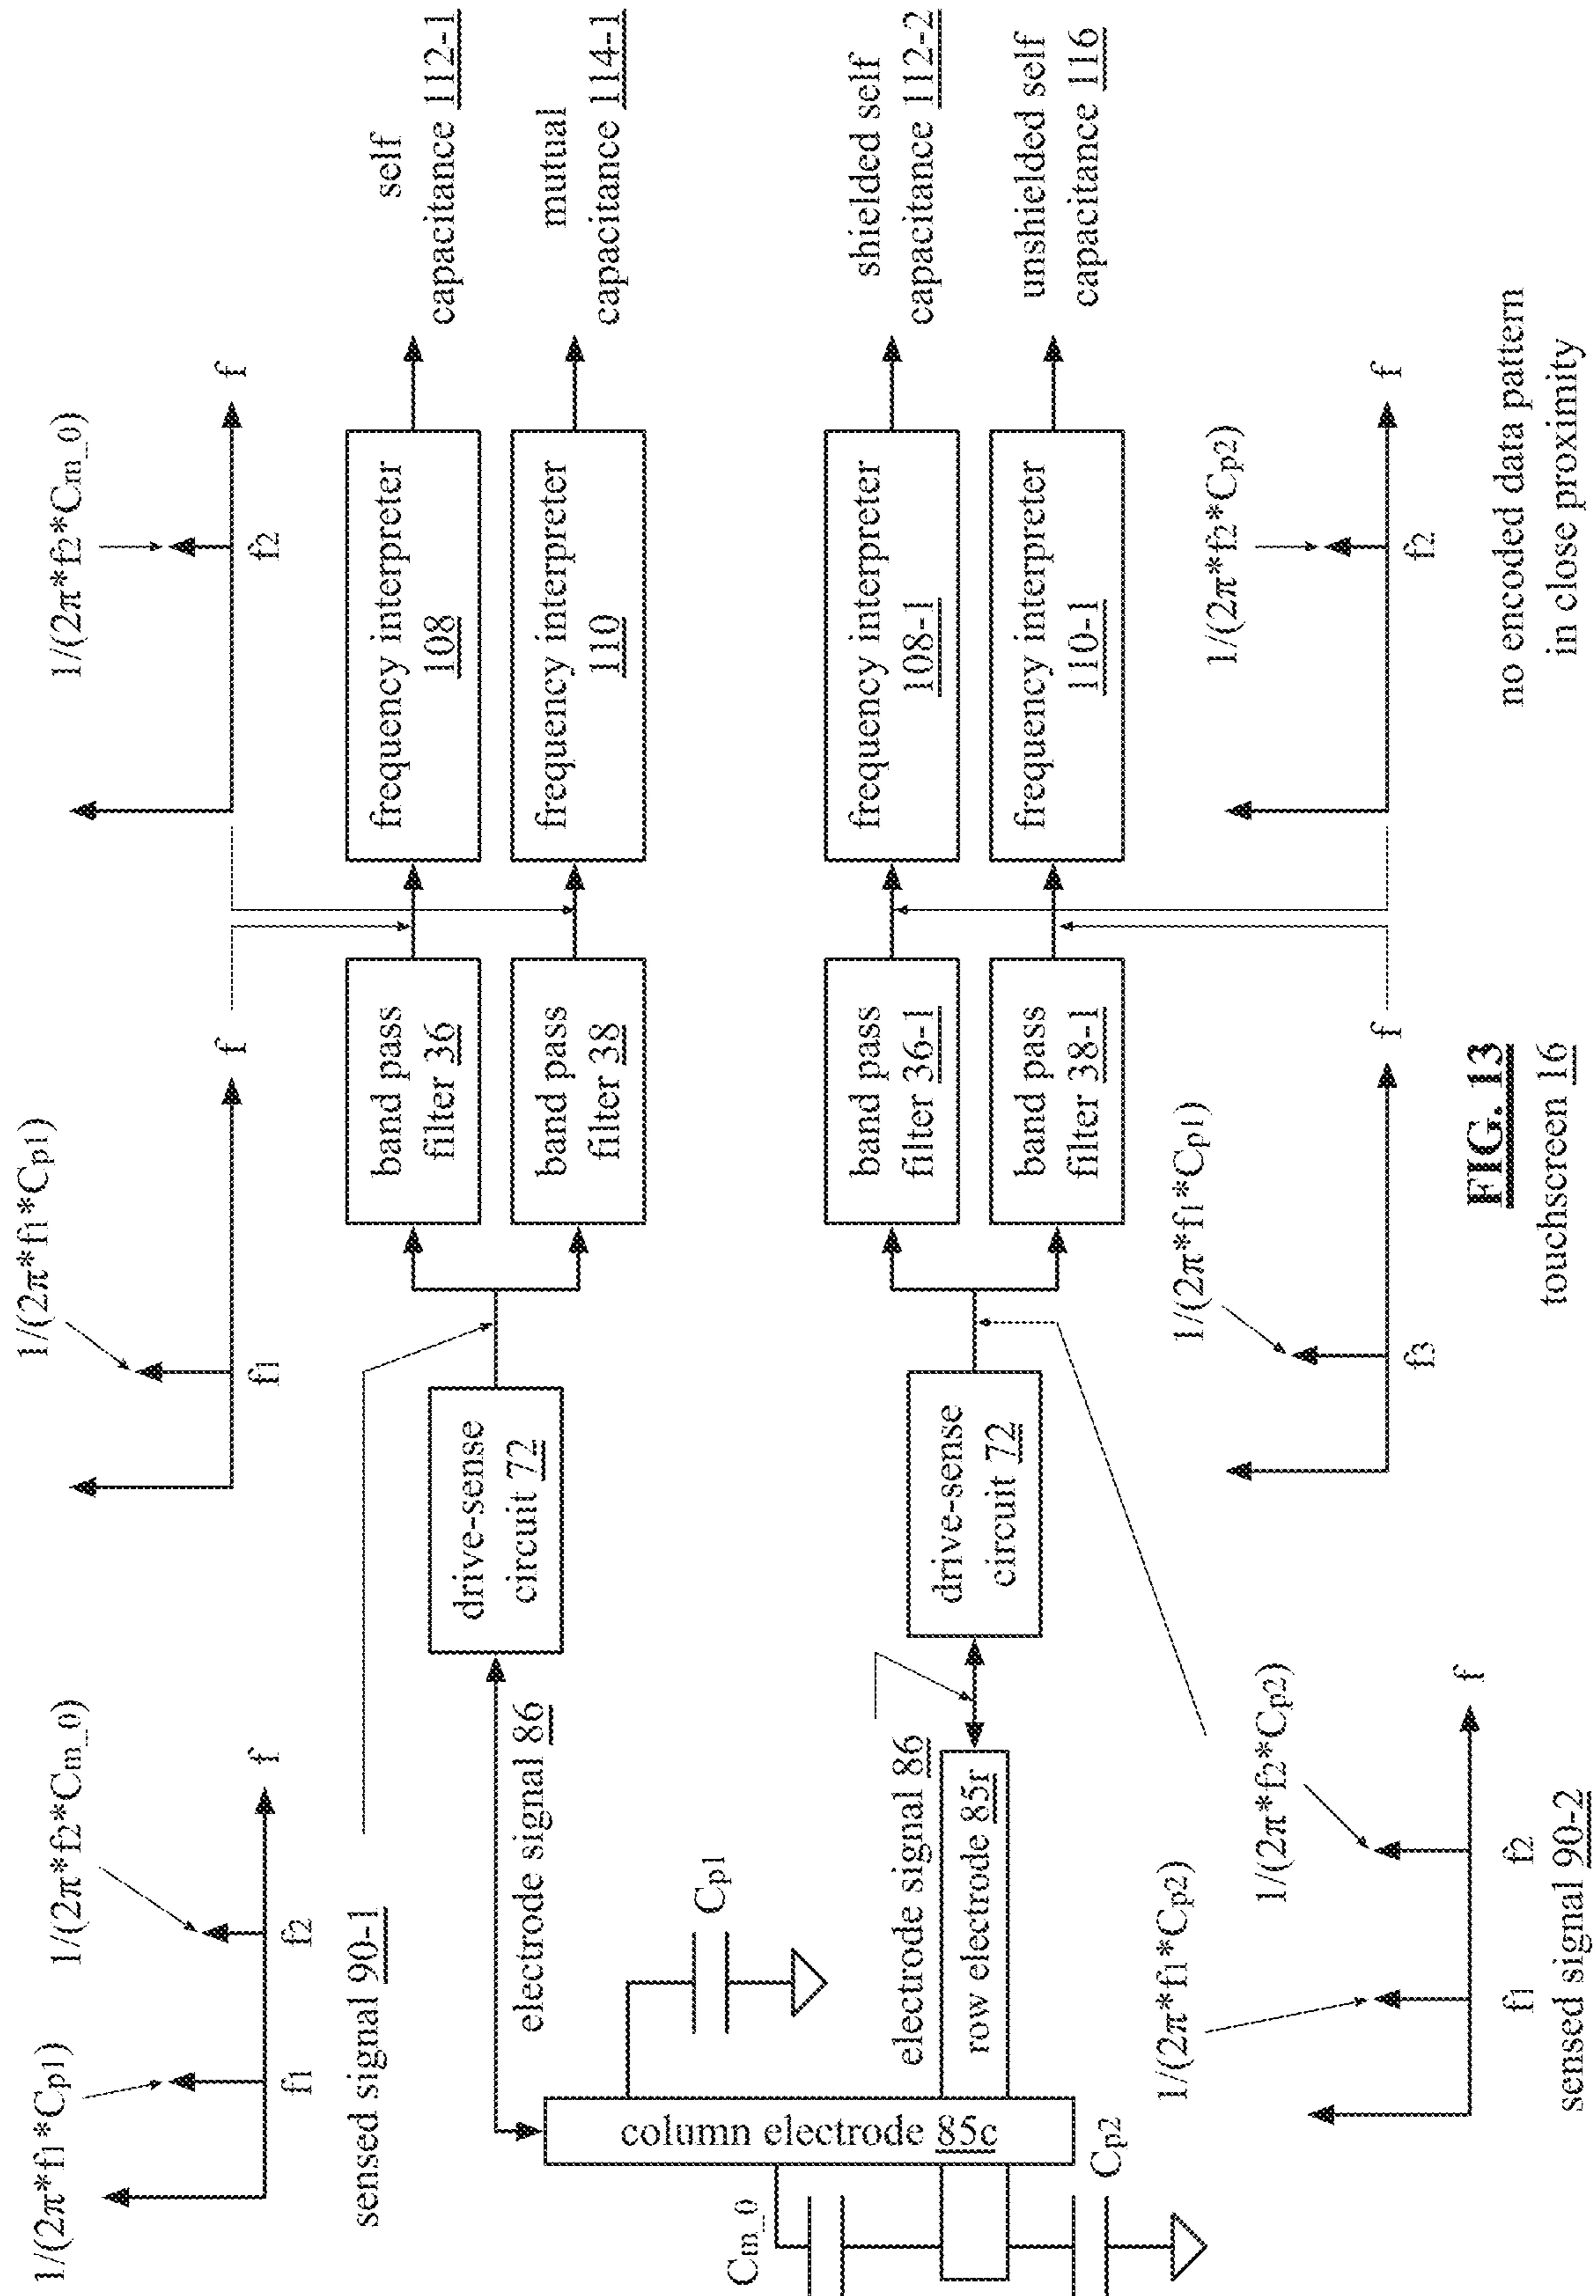 1/(2π*f1*Cp1)
1/(2π*f2*Cm_0)
f1
f2
f
sensed signal 90-1
1/(2π*f1*Cp1)
f1
f
1/(2π*f2*Cm_0)
f2
f
electrode signal 86
drive-sense
circuit 72
band pass
filter 36
band pass
filter 38
frequency interpreter
108
frequency interpreter
110
self
capacitance 112-1
mutual
capacitance 114-1
Cp1
column electrode 85c
Cm_0
Cp2
electrode signal 86
row electrode 85r
drive-sense
circuit 72
band pass
filter 36-1
band pass
filter 38-1
frequency interpreter
108-1
frequency interpreter
110-1
shielded self
capacitance 112-2
unshielded self
capacitance 116
1/(2π*f1*Cp2)
1/(2π*f2*Cp2)
f1
f2
f
sensed signal 90-2
1/(2π*f1*Cp1)
f3
f
1/(2π*f2*Cp2)
f2
f
FIG. 13
touchscreen 16
no encoded data pattern
in close proximity